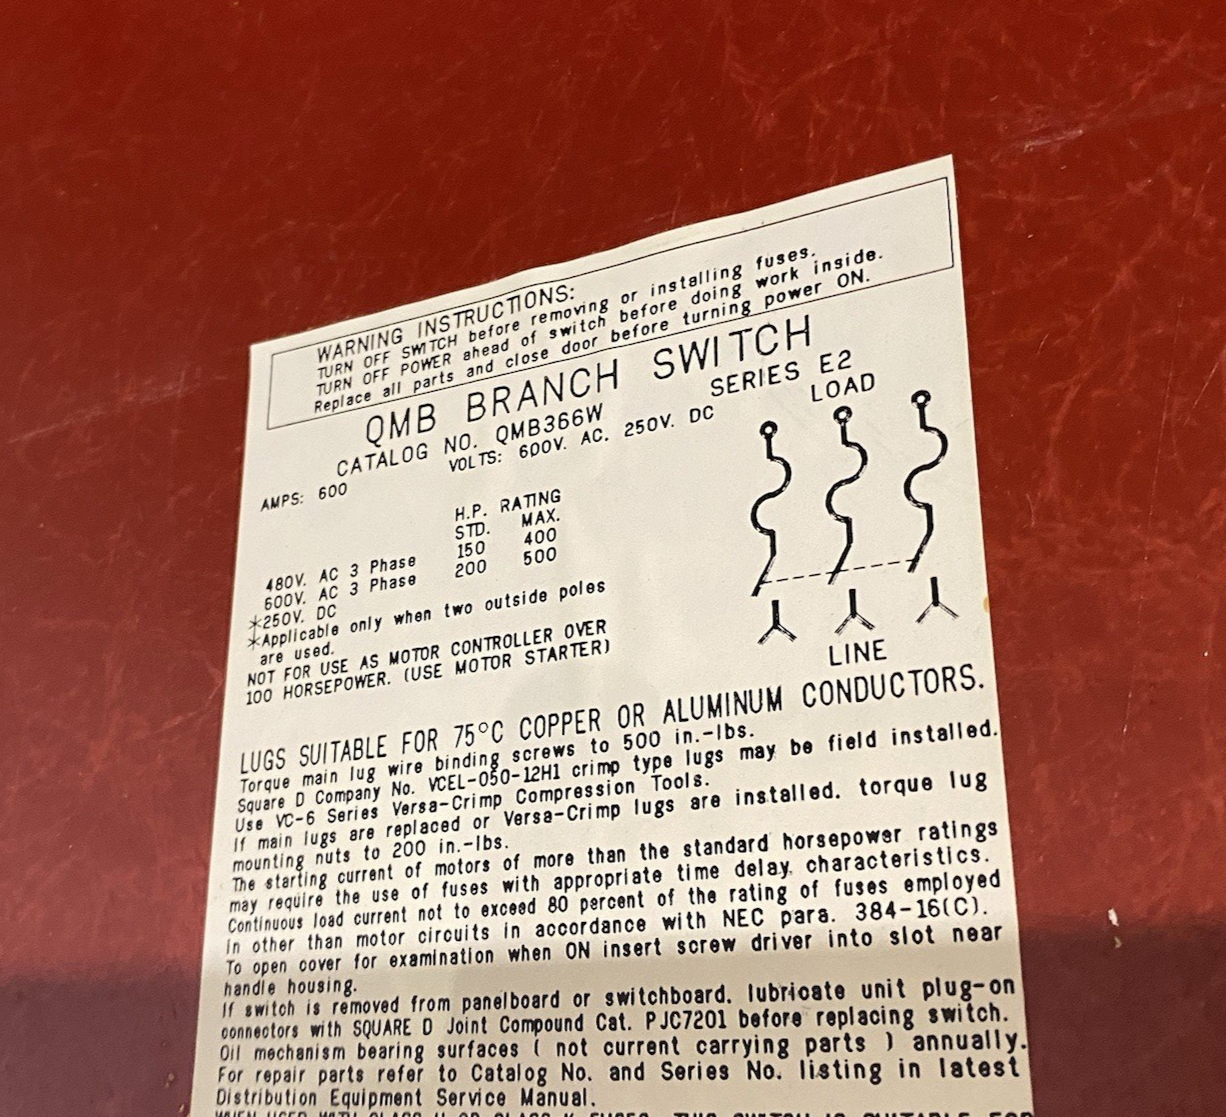 WARNING INSTRUCTIONS:
TURN OFF SWITCH before removing or installing fuses.
TURN OFF POWER ahead of switch before doing work inside.
Replace all parts and close door before turning power ON.
QMB BRANCH SWITCH
CATALOG NO. QMB366W SERIES E2
AMPS: 600 VOLTS: 600V. AC. 250V. DC
LOAD
H.P. RATING
STD. MAX.
480V. AC 3 Phase 150 400
600V. AC 3 Phase 200 500
*250V. DC
*Applicable only when two outside poles
are used.
NOT FOR USE AS MOTOR CONTROLLER OVER
100 HORSEPOWER. (USE MOTOR STARTER)
LINE
LUGS SUITABLE FOR 75°C COPPER OR ALUMINUM CONDUCTORS.
Torque main lug wire binding screws to 500 in.-lbs.
Square D Company No. VCEL-050-12H1 crimp type lugs may be field installed.
Use VC-6 Series Versa-Crimp Compression Tools.
If main lugs are replaced or Versa-Crimp lugs are installed. torque lug
mounting nuts to 200 in.-lbs.
The starting current of motors of more than the standard horsepower ratings
may require the use of fuses with appropriate time delay characteristics.
Continuous load current not to exceed 80 percent of the rating of fuses employed
in other than motor circuits in accordance with NEC para. 384-16(C).
To open cover for examination when ON insert screw driver into slot near
handle housing.
If switch is removed from panelboard or switchboard. lubricate unit plug-on
connectors with SQUARE D Joint Compound Cat. PJC7201 before replacing switch.
Oil mechanism bearing surfaces ( not current carrying parts ) annually.
For repair parts refer to Catalog No. and Series No. listing in latest
Distribution Equipment Service Manual.
WHEN USED WITH CLASS FUSES, THIS SWITCH IS SUITABLE FOR